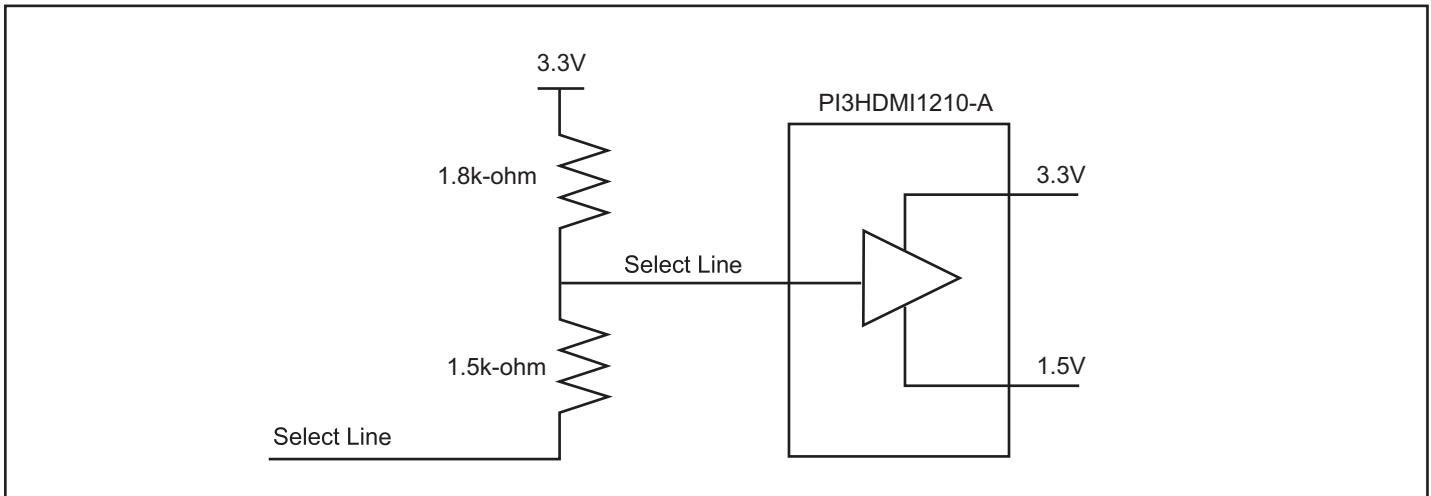 3.3V
PI3HDMI1210-A
1.8k-ohm
3.3V
Select Line
1.5k-ohm
1.5V
Select Line